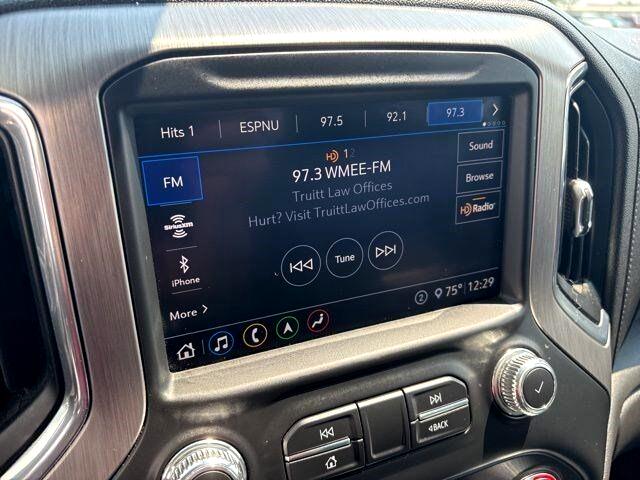 Hits 1 ESPNU 97.5 92.1 97.3
HD 1 2
97.3 WMEE-FM
Truitt Law Offices
Hurt? Visit TruittLawOffices.com
FM
SiriusXM
iPhone
More >
Sound
Browse
HD Radio
Tune
2 75° 12:29
BACK